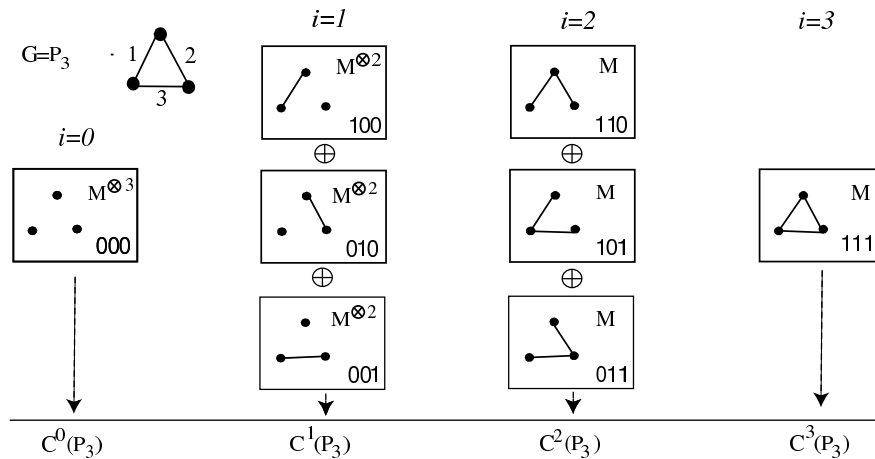 i=1
i=2
i=3
G=P₃
1
2
3
i=0
M⊗2
100
M
110
⊕
⊕
M⊗3
000
M⊗2
010
M
101
M
111
⊕
⊕
M⊗2
001
M
011
C⁰(P₃)
C¹(P₃)
C²(P₃)
C³(P₃)